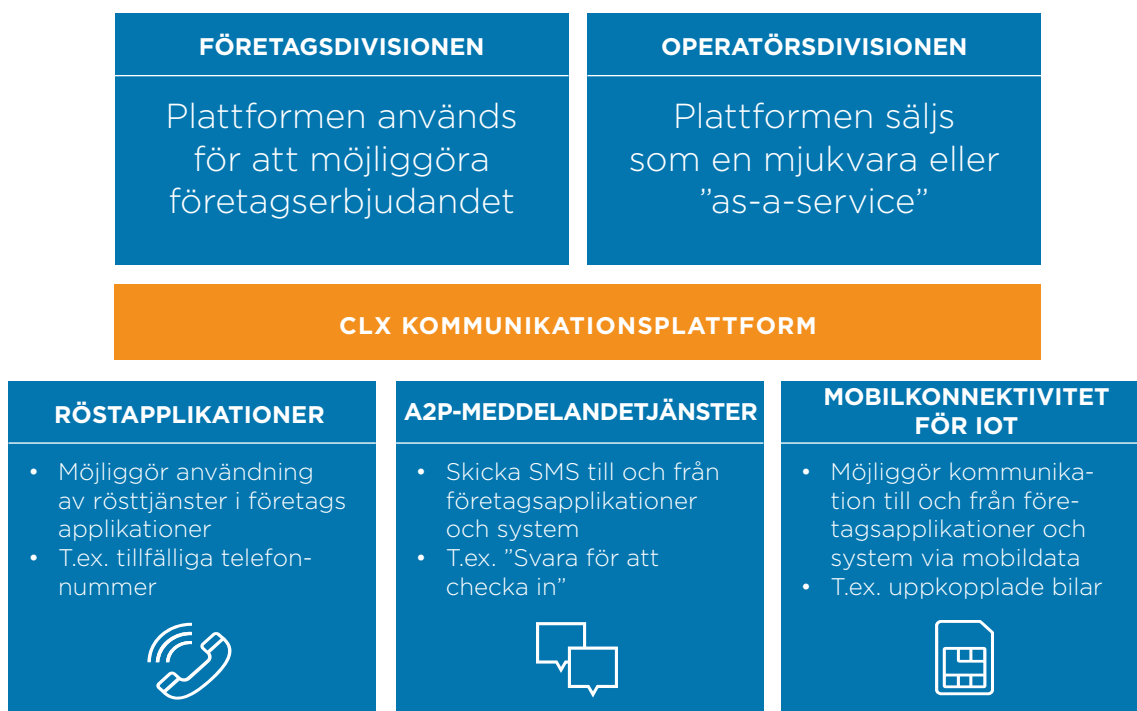 FÖRETAGSDIVISIONEN
Plattformen används
för att möjliggöra
företagserbjudandet
OPERATÖRSDIVISIONEN
Plattformen säljs
som en mjukvara eller
”as-a-service”
CLX KOMMUNIKATIONSPLATTFORM
RÖSTAPPLIKATIONER
• Möjliggör användning
av rösttjänster i företags
applikationer
• T.ex. tillfälliga telefon-
nummer
A2P-MEDDELANDETJÄNSTER
• Skicka SMS till och från
företagsapplikationer
och system
• T.ex. ”Svara för att
checka in”
MOBILKONNEKTIVITET
FÖR IOT
• Möjliggör kommunika-
tion till och från före-
tagsapplikationer och
system via mobildata
• T.ex. uppkopplade bilar